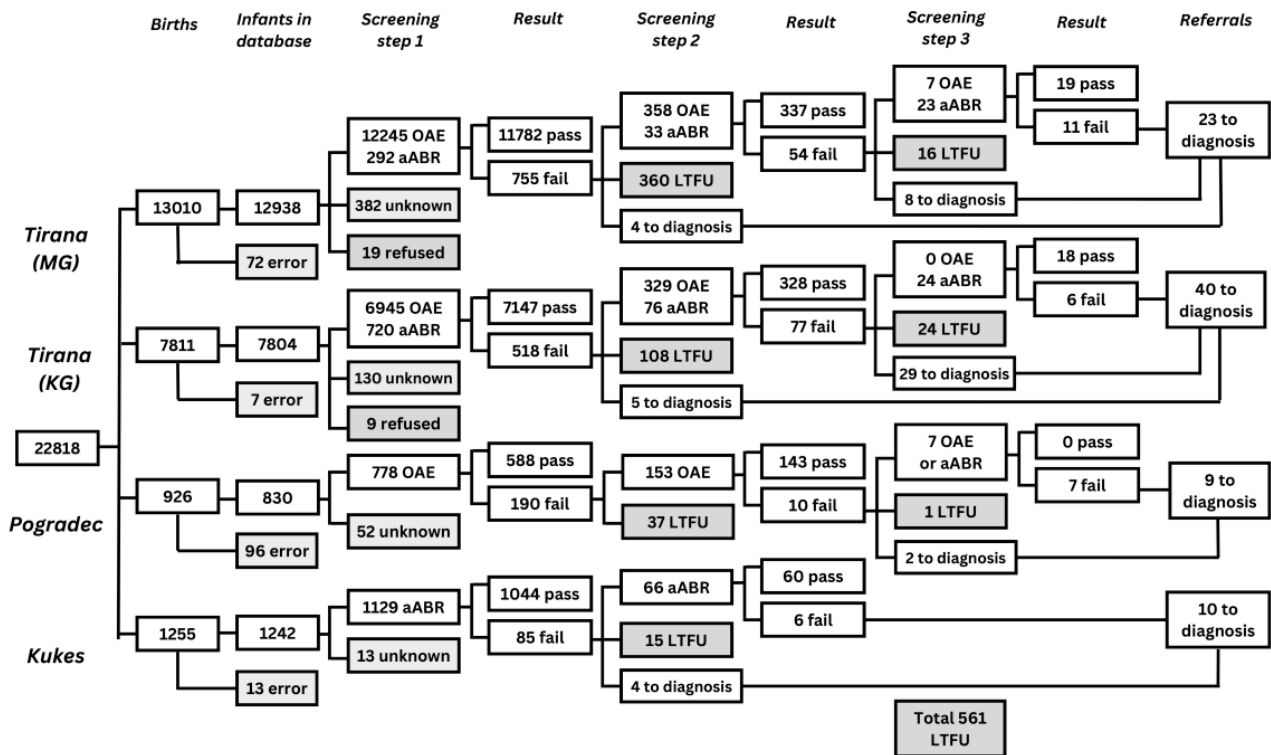 Births
Infants in
database
Screening
step 1
Result
Screening
step 2
Result
Screening
step 3
Result
Referrals
Tirana
(MG)
13010
12938
72 error
12245 OAE
292 aABR
382 unknown
19 refused
11782 pass
755 fail
358 OAE
33 aABR
360 LTFU
4 to diagnosis
337 pass
54 fail
7 OAE
23 aABR
16 LTFU
8 to diagnosis
19 pass
11 fail
23 to
diagnosis
Tirana
(KG)
7811
7804
7 error
6945 OAE
720 aABR
130 unknown
9 refused
7147 pass
518 fail
329 OAE
76 aABR
108 LTFU
5 to diagnosis
328 pass
77 fail
0 OAE
24 aABR
24 LTFU
29 to diagnosis
18 pass
6 fail
40 to
diagnosis
22818
Pogradec
926
830
96 error
778 OAE
52 unknown
588 pass
190 fail
153 OAE
37 LTFU
143 pass
10 fail
7 OAE
or aABR
1 LTFU
2 to diagnosis
0 pass
7 fail
9 to
diagnosis
Kukes
1255
1242
13 error
1129 aABR
13 unknown
1044 pass
85 fail
66 aABR
15 LTFU
4 to diagnosis
60 pass
6 fail
10 to
diagnosis
Total 561
LTFU